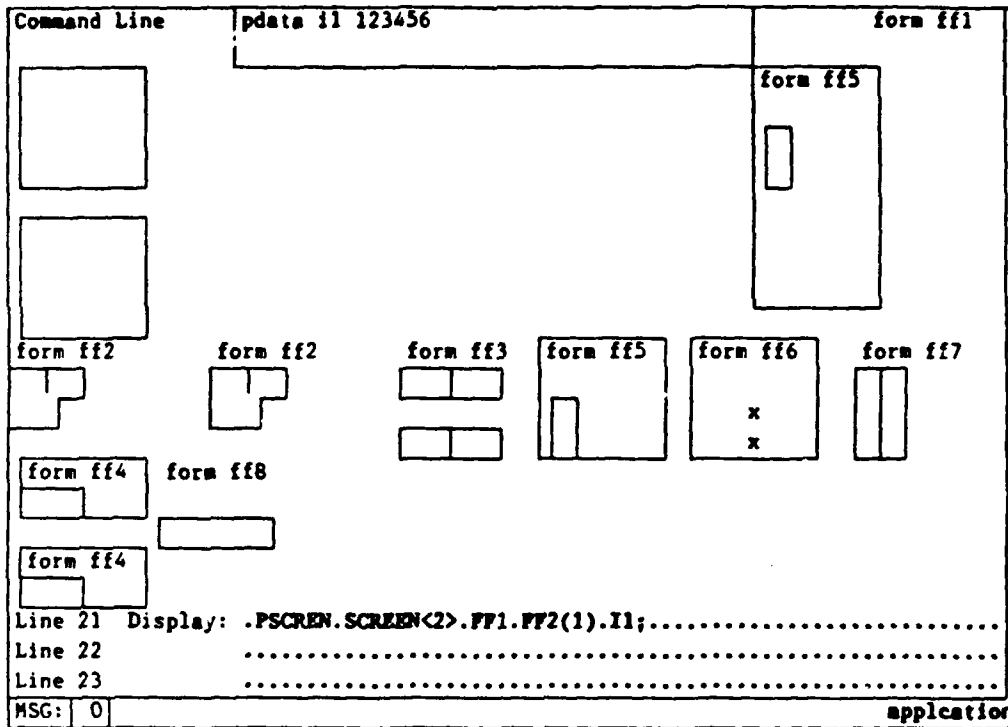 Command Line pdata i1 123456 form ff1
form ff5
form ff2 form ff2 form ff3 form ff5 form ff6 form ff7
x
x
form ff4 form ff8
form ff4
Line 21 Display: .PSCREN.SCREEN<2>.FF1.FF2(1).I1;..............................
Line 22 ............................................................
Line 23 ............................................................
MSG: 0 applcatio